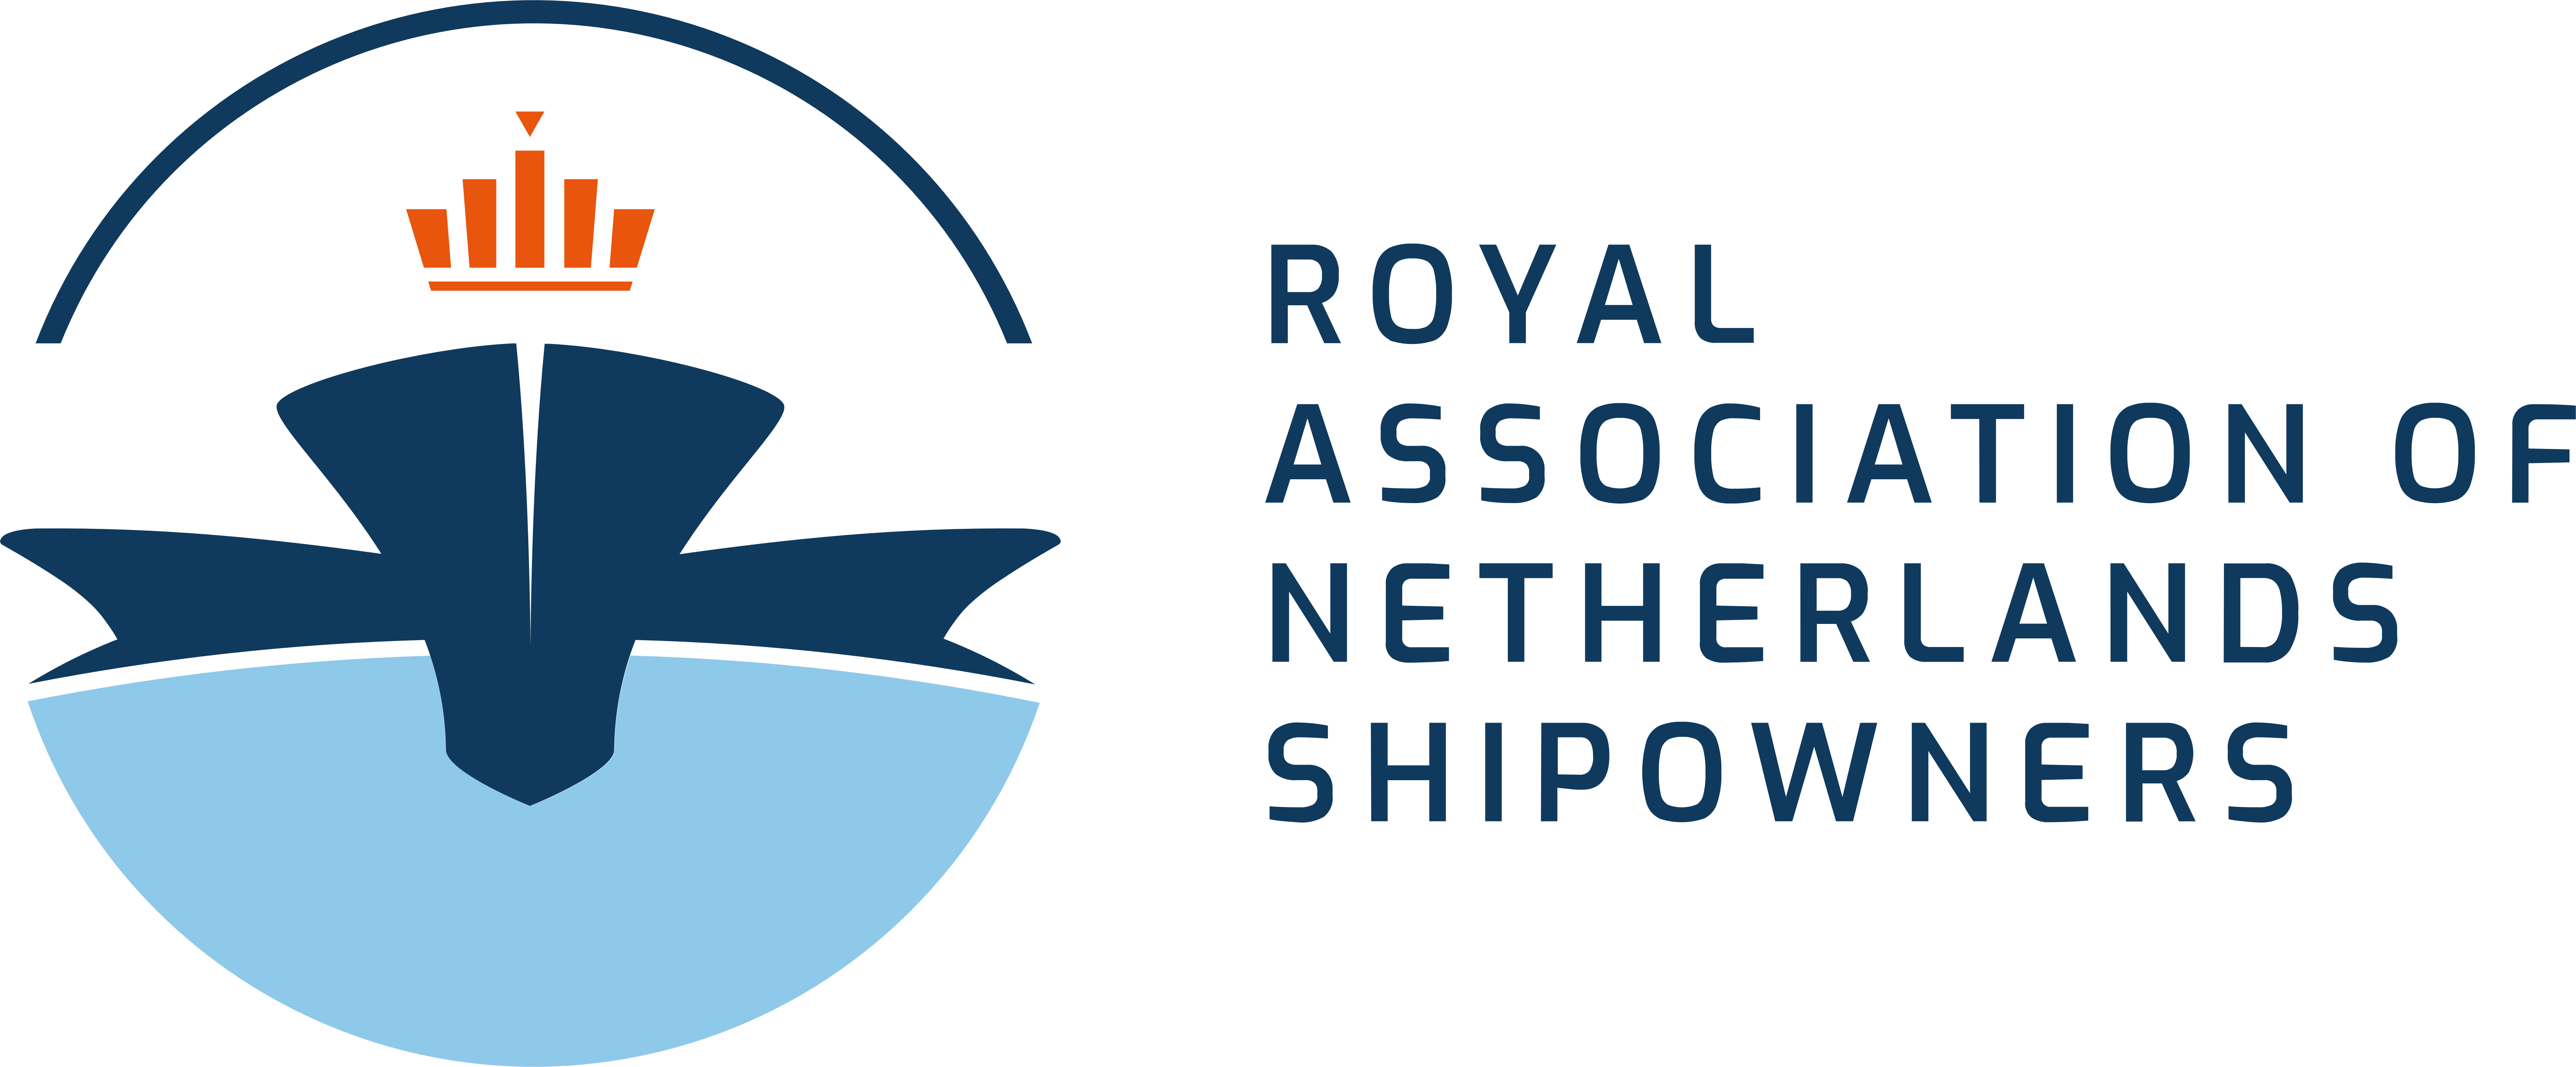 ROYAL
ASSOCIATION OF
NETHERLANDS
SHIPOWNERS